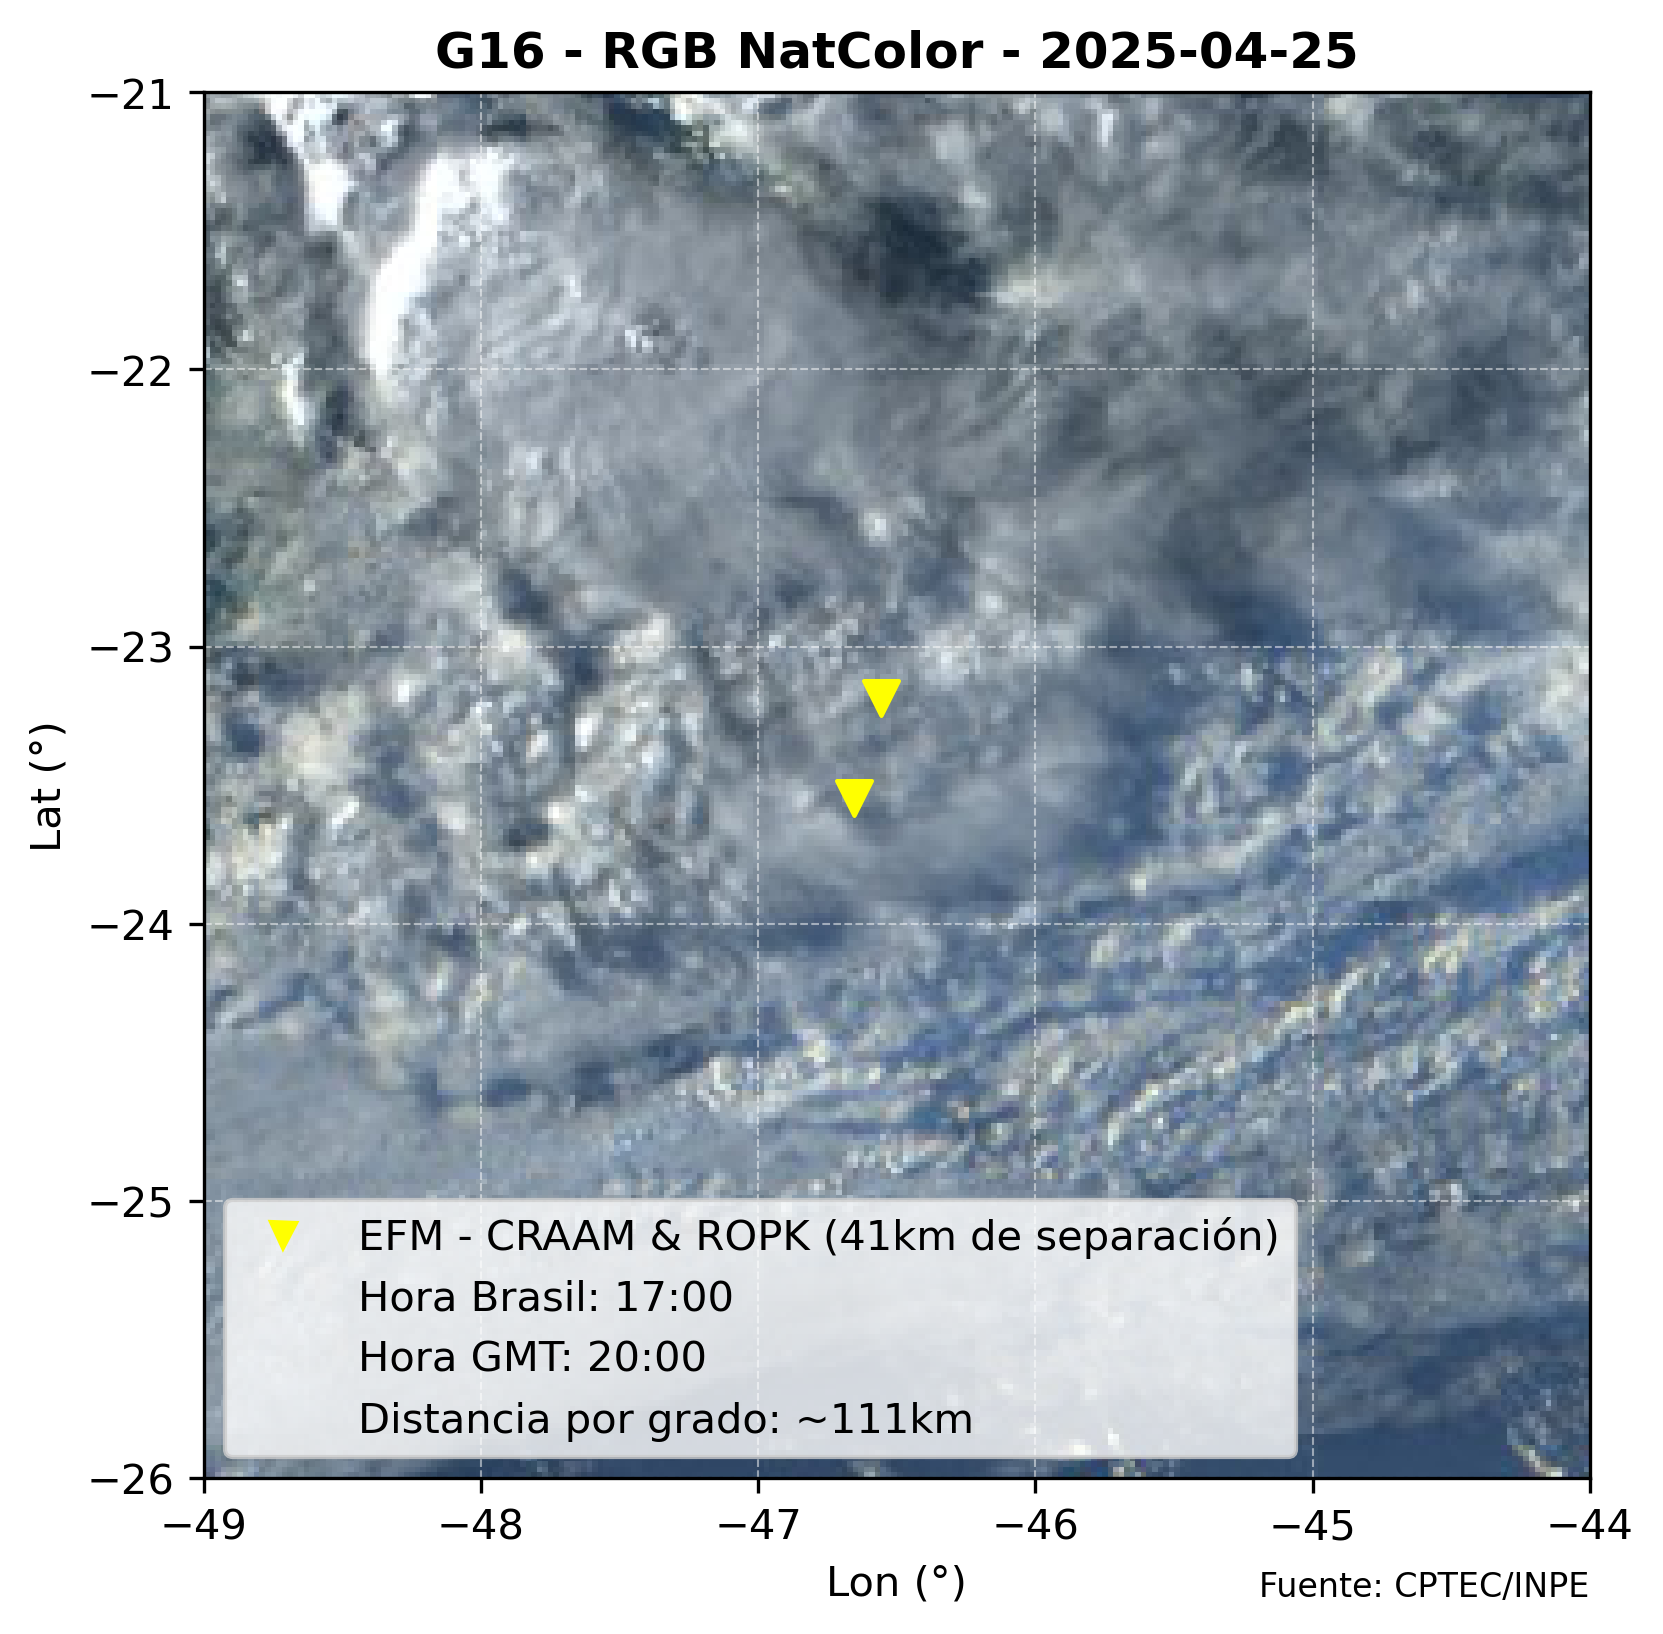 G16 - RGB NatColor - 2025-04-25
−21
−22
−23
−24
−25
−26
Lat (°)
EFM - CRAAM & ROPK (41km de separación)
Hora Brasil: 17:00
Hora GMT: 20:00
Distancia por grado: ~111km
−49 −48 −47 −46 −45 −44
Lon (°)
Fuente: CPTEC/INPE